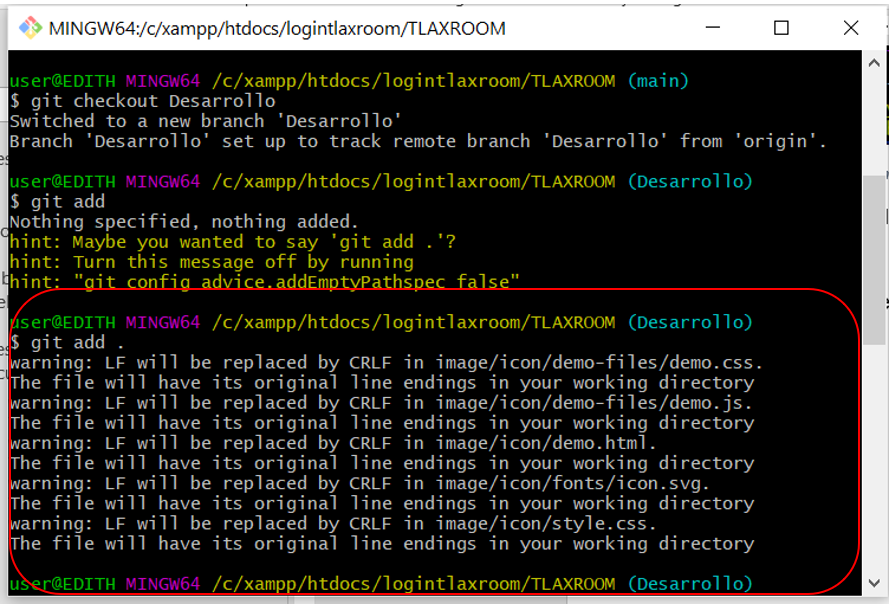 MINGW64:/c/xampp/htdocs/logintlaxroom/TLAXROOM
user@EDITH MINGW64 /c/xampp/htdocs/logintlaxroom/TLAXROOM (main)
$ git checkout Desarrollo
Switched to a new branch 'Desarrollo'
Branch 'Desarrollo' set up to track remote branch 'Desarrollo' from 'origin'.
user@EDITH MINGW64 /c/xampp/htdocs/logintlaxroom/TLAXROOM (Desarrollo)
$ git add
Nothing specified, nothing added.
hint: Maybe you wanted to say 'git add .'?
hint: Turn this message off by running
hint: "git config advice.addEmptyPathspec false"
user@EDITH MINGW64 /c/xampp/htdocs/logintlaxroom/TLAXROOM (Desarrollo)
$ git add .
warning: LF will be replaced by CRLF in image/icon/demo-files/demo.css.
The file will have its original line endings in your working directory
warning: LF will be replaced by CRLF in image/icon/demo-files/demo.js.
The file will have its original line endings in your working directory
warning: LF will be replaced by CRLF in image/icon/demo.html.
The file will have its original line endings in your working directory
warning: LF will be replaced by CRLF in image/icon/fonts/icon.svg.
The file will have its original line endings in your working directory
warning: LF will be replaced by CRLF in image/icon/style.css.
The file will have its original line endings in your working directory
user@EDITH MINGW64 /c/xampp/htdocs/logintlaxroom/TLAXROOM (Desarrollo)